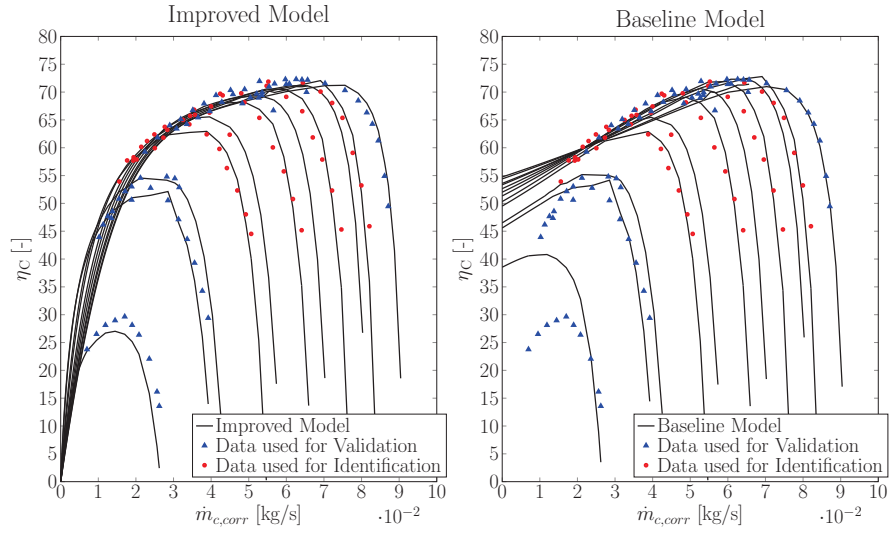 Improved Model
80
75
70
65
60
55
50
45
40
35
30
25
20
15
10
5
0
η_C [-]
0 1 2 3 4 5 6 7 8 9 10
ṁ_{c,corr} [kg/s]
·10⁻²
Improved Model
Data used for Validation
Data used for Identification
Baseline Model
80
75
70
65
60
55
50
45
40
35
30
25
20
15
10
5
0
η_C [-]
0 1 2 3 4 5 6 7 8 9 10
ṁ_{c,corr} [kg/s]
·10⁻²
Baseline Model
Data used for Validation
Data used for Identification